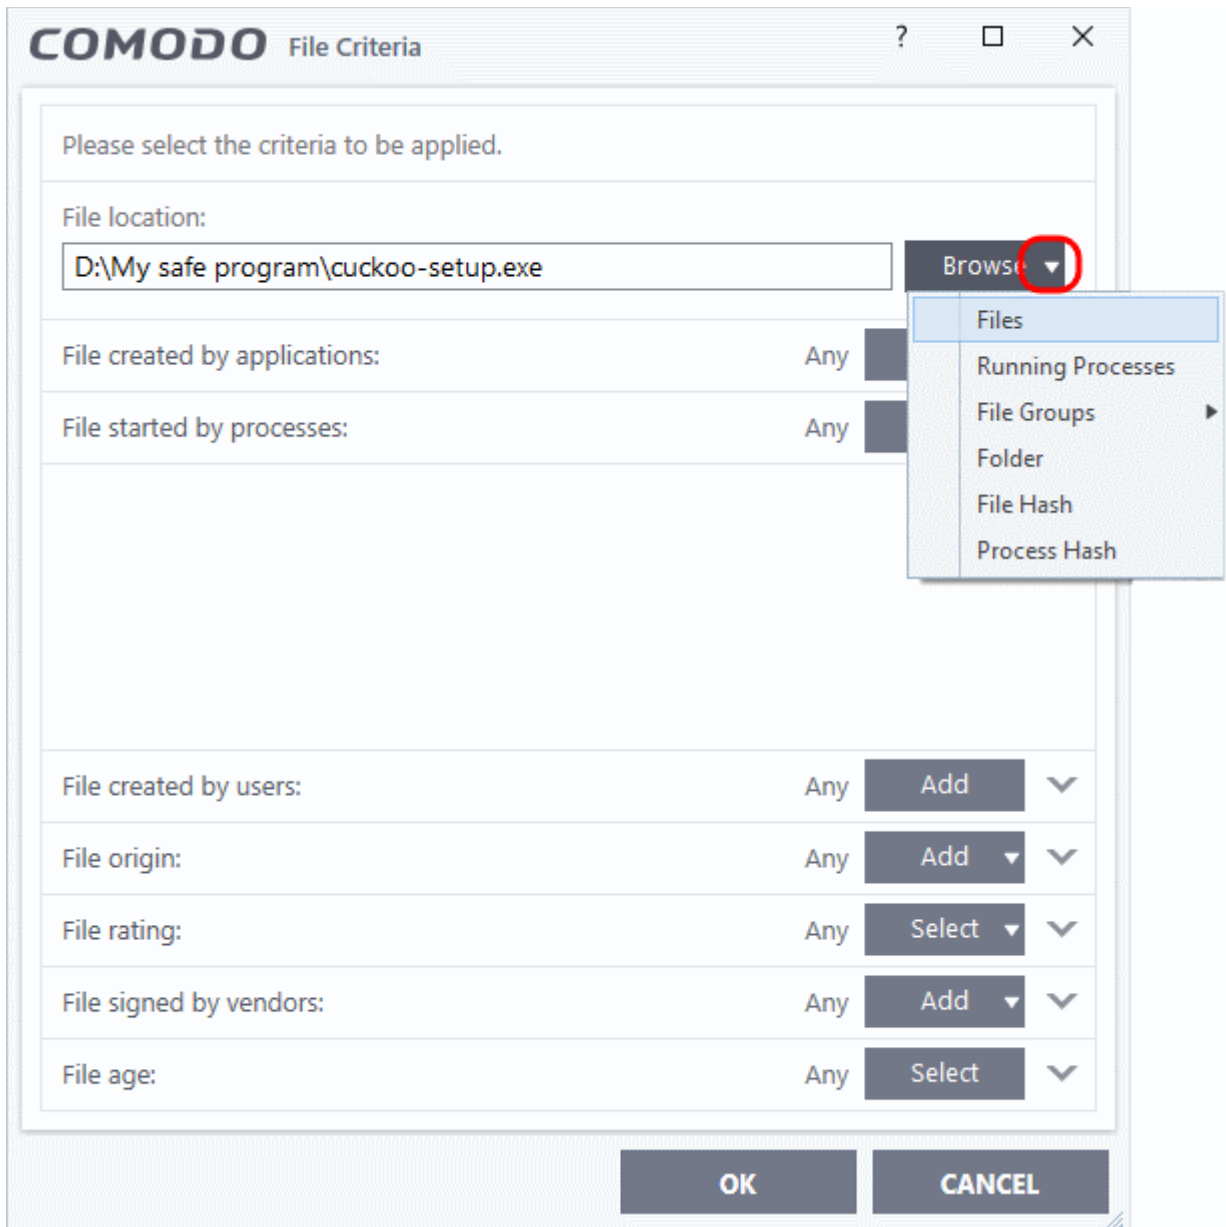 COMODO File Criteria ?
Please select the criteria to be applied.
File location:
D:\My safe program\cuckoo-setup.exe Browse
Files
File created by applications: Any
Running Processes
File Groups
File started by processes: Any
Folder
File Hash
Process Hash
File created by users: Any Add
File origin: Any Add
File rating: Any Select
File signed by vendors: Any Add
File age: Any Select
OK CANCEL